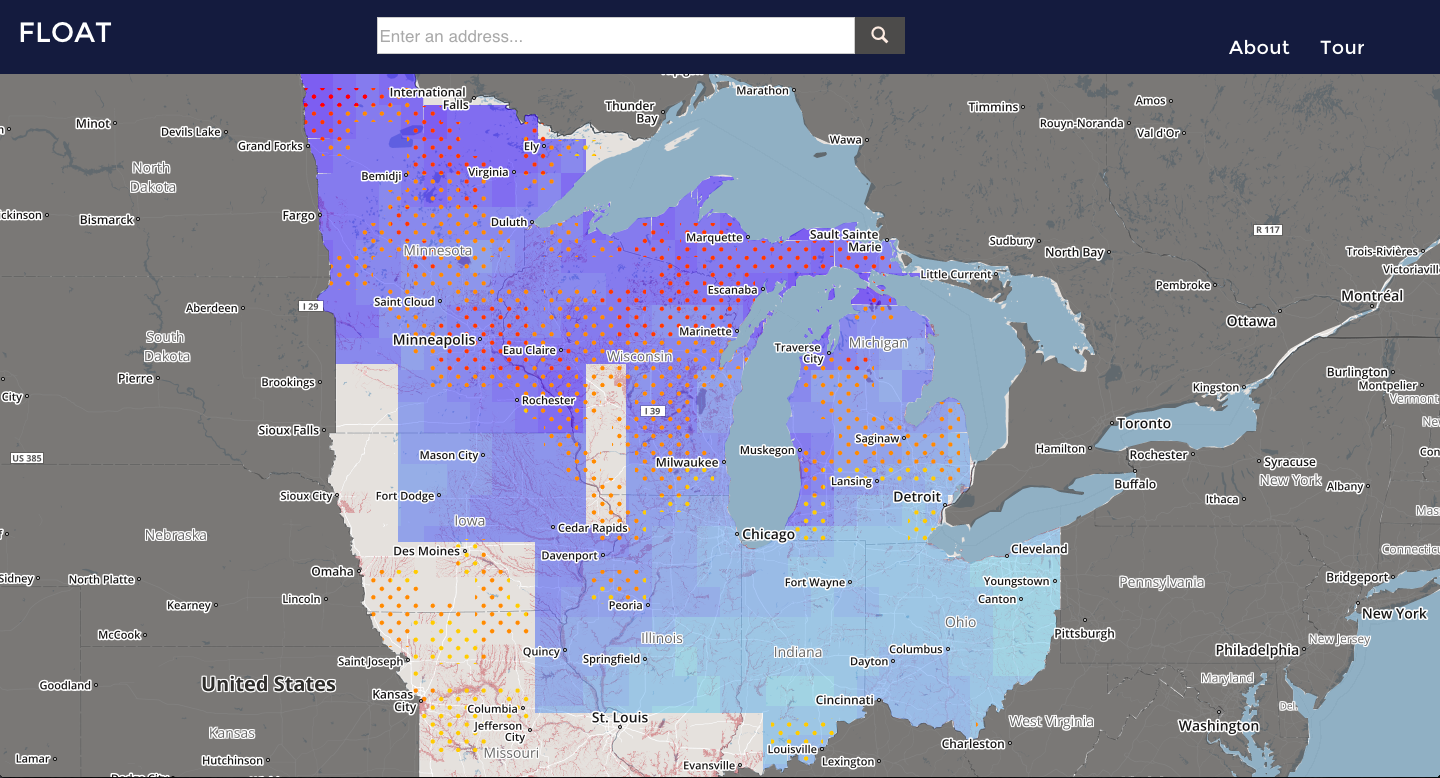 FLOAT
Enter an address...
About
Tour
International
Falls
Thunder
Bay
Marathon
Timmins
Amos
Rouyn-Noranda
Val d'Or
Minot
Devils Lake
Grand Forks
Ely
Wawa
North
Dakota
Bemidji
Virginia
ckinson
Bismarck
Fargo
Duluth
Marquette
Sault Sainte
Marie
Sudbury
North Bay
R 117
Trois-Rivières
Victoriaville
Minnesota
Little Current
Pembroke
Montréal
Escanaba
Saint Cloud
I 29
Aberdeen
Ottawa
Minneapolis
Marinette
Eau Claire
Wisconsin
Traverse
City
Michigan
South
Dakota
Pierre
Brookings
Burlington
Montpelier
Vermont
Kingston
City
Rochester
I 39
Toronto
Sioux Falls
Saginaw
Hamilton
Rochester
US 385
Mason City
Milwaukee
Muskegon
Syracuse
New York
Albany
Lansing
Buffalo
Ithaca
Sioux City
Fort Dodge
Detroit
Iowa
Cedar Rapids
Chicago
Nebraska
Des Moines
Davenport
Cleveland
Connecticu
Omaha
Sidney
North Platte
Fort Wayne
Youngstown
Pennsylvania
Bridgeport
Lincoln
Kearney
Peoria
Canton
New York
McCook
Illinois
Ohio
Pittsburgh
New Jersey
Quincy
Springfield
Indiana
Columbus
Dayton
Philadelphia
Saint Joseph
Goodland
United States
Maryland
Kansas
City
Columbia
Cincinnati
Del.
Jefferson
City
St. Louis
West Virginia
Washington
Kansas
Missouri
Louisville
Charleston
Lamar
Hutchinson
Evansville
Lexington
Dodge City